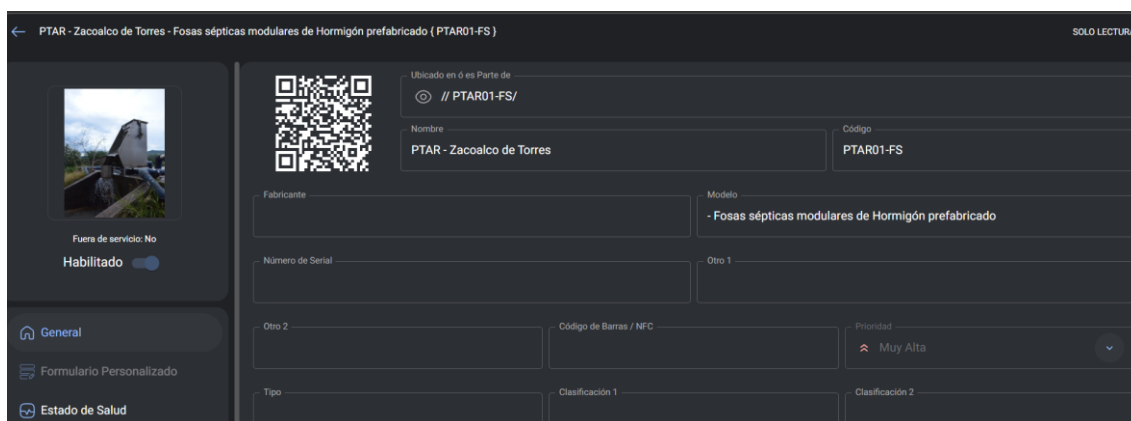 PTAR - Zacoalco de Torres - Fosas sépticas modulares de Hormigón prefabricado { PTAR01-FS }
SOLO LECTURA
Ubicado en ó es Parte de
// PTAR01-FS/
Nombre
PTAR - Zacoalco de Torres
Código
PTAR01-FS
Fabricante
Modelo
- Fosas sépticas modulares de Hormigón prefabricado
Fuera de servicio: No
Habilitado
Número de Serial
Otro 1
General
Otro 2
Código de Barras / NFC
Prioridad
Muy Alta
Formulario Personalizado
Tipo
Clasificación 1
Clasificación 2
Estado de Salud